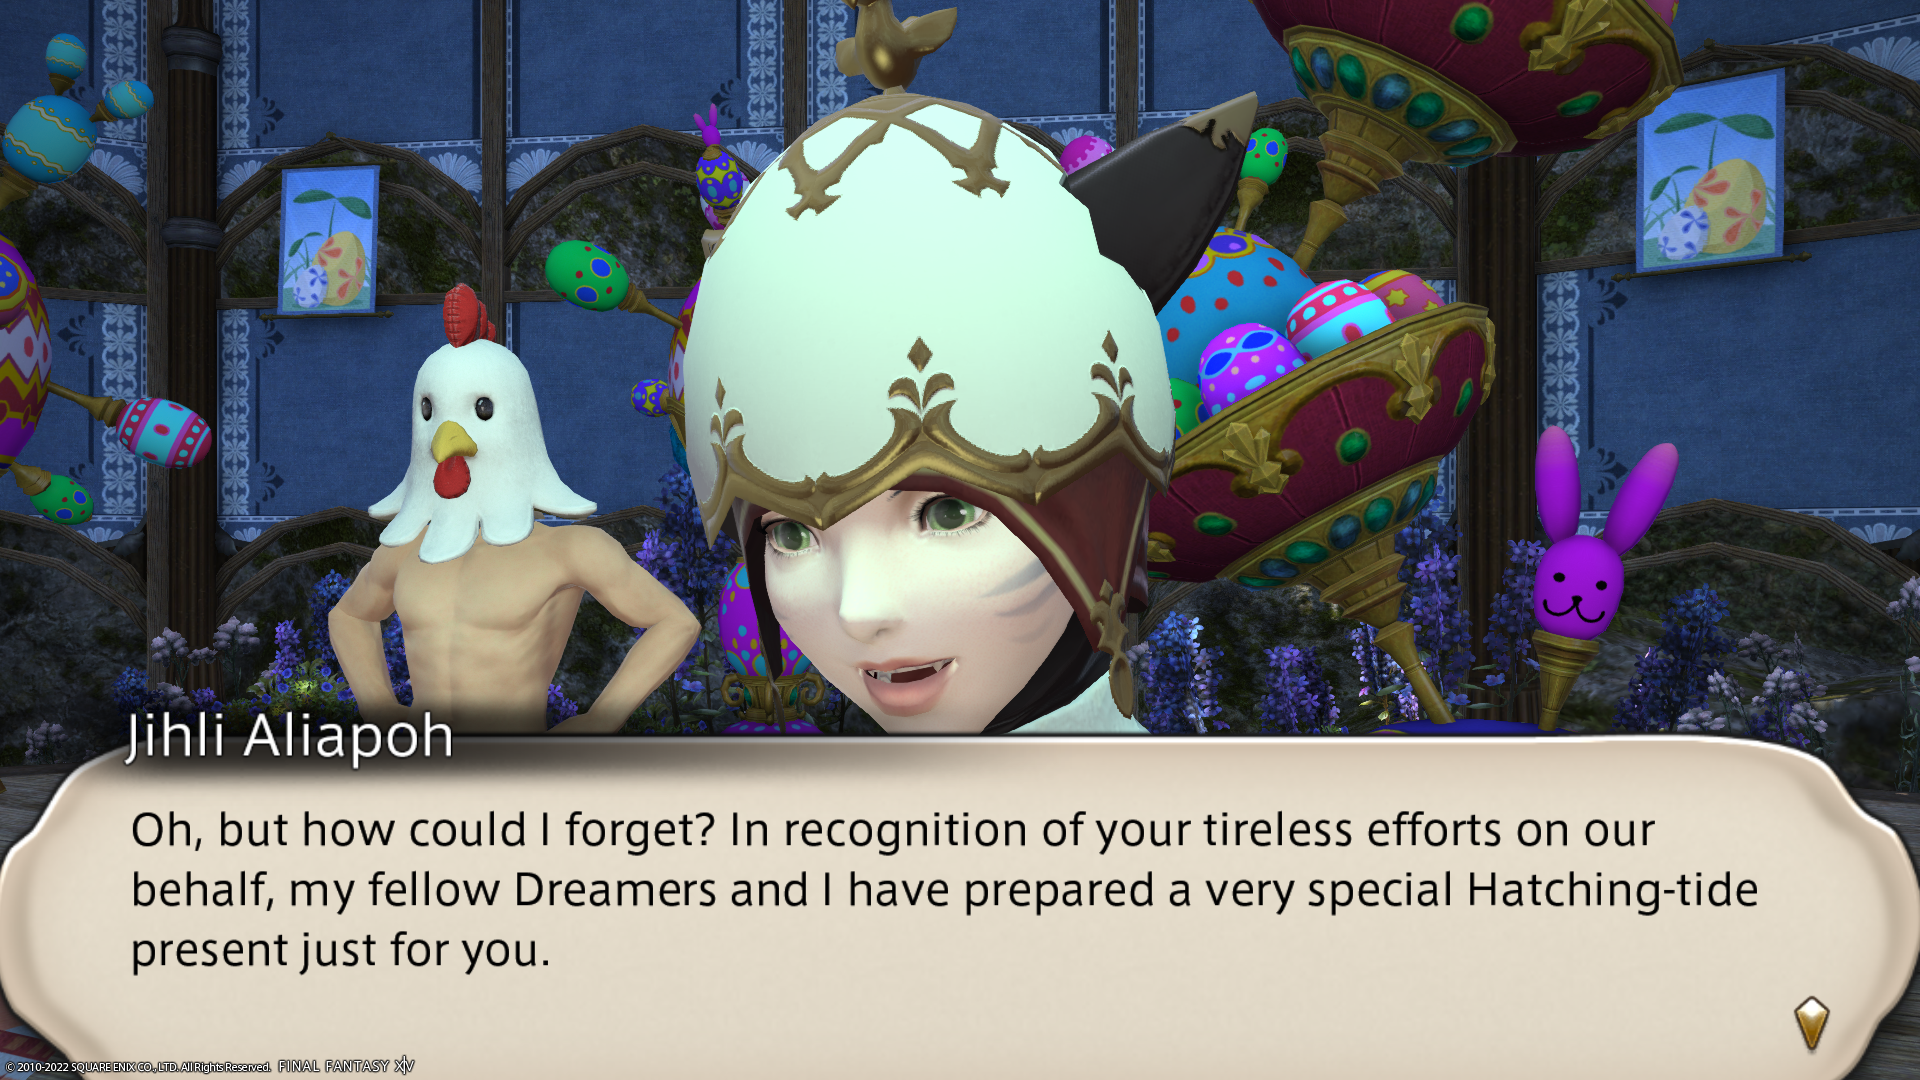 Jihli Aliapoh
Oh, but how could I forget? In recognition of your tireless efforts on our
behalf, my fellow Dreamers and I have prepared a very special Hatching-tide
present just for you.
© 2010-2022 SQUARE ENIX CO., LTD. All Rights Reserved. FINAL FANTASY XIV